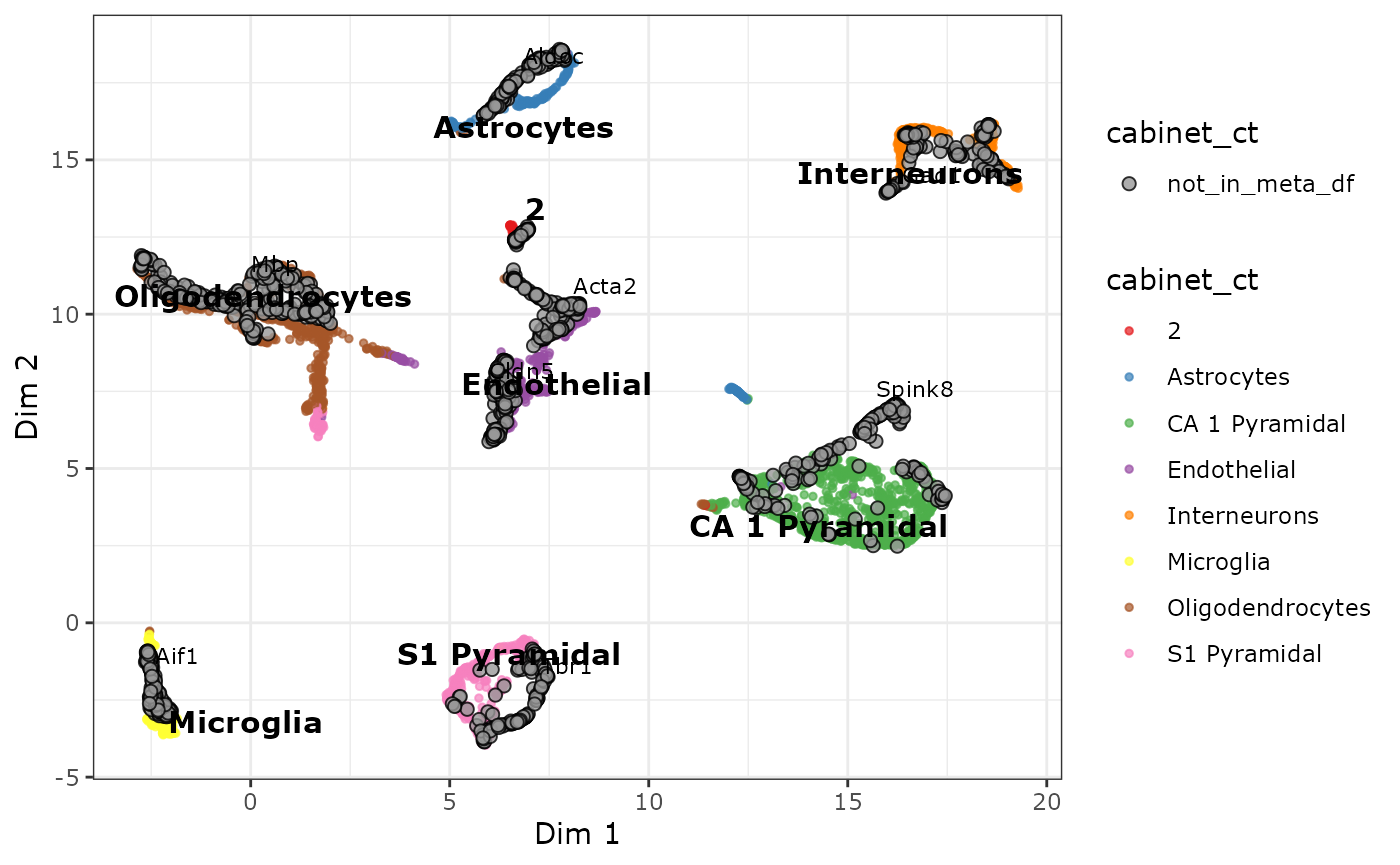 Astrocytes
Interneurons
2
Mbp
Oligodendrocytes
Acta2
Endothelial
Spink8
CA 1 Pyramidal
Aif1
S1 Pyramidal
Microglia
15
10
5
0
-5
0
5
10
15
20
Dim 1
Dim 2
cabinet_ct
not_in_meta_df
cabinet_ct
2
Astrocytes
CA 1 Pyramidal
Endothelial
Interneurons
Microglia
Oligodendrocytes
S1 Pyramidal